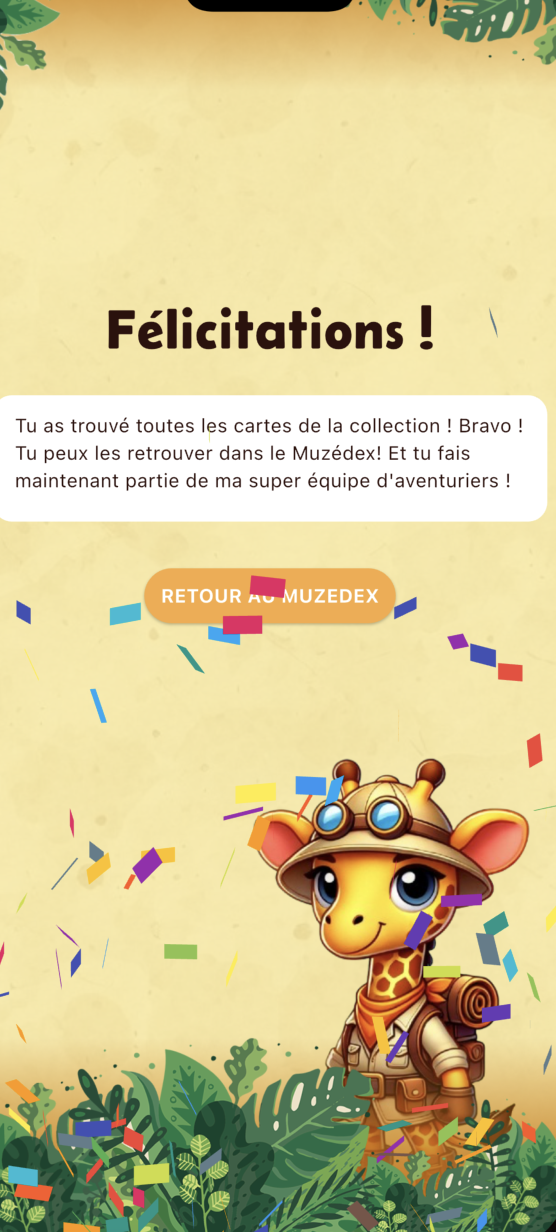 Félicitations !
Tu as trouvé toutes les cartes de la collection ! Bravo !
Tu peux les retrouver dans le Muzédex! Et tu fais
maintenant partie de ma super équipe d'aventuriers !
RETOUR AU MUZEDEX